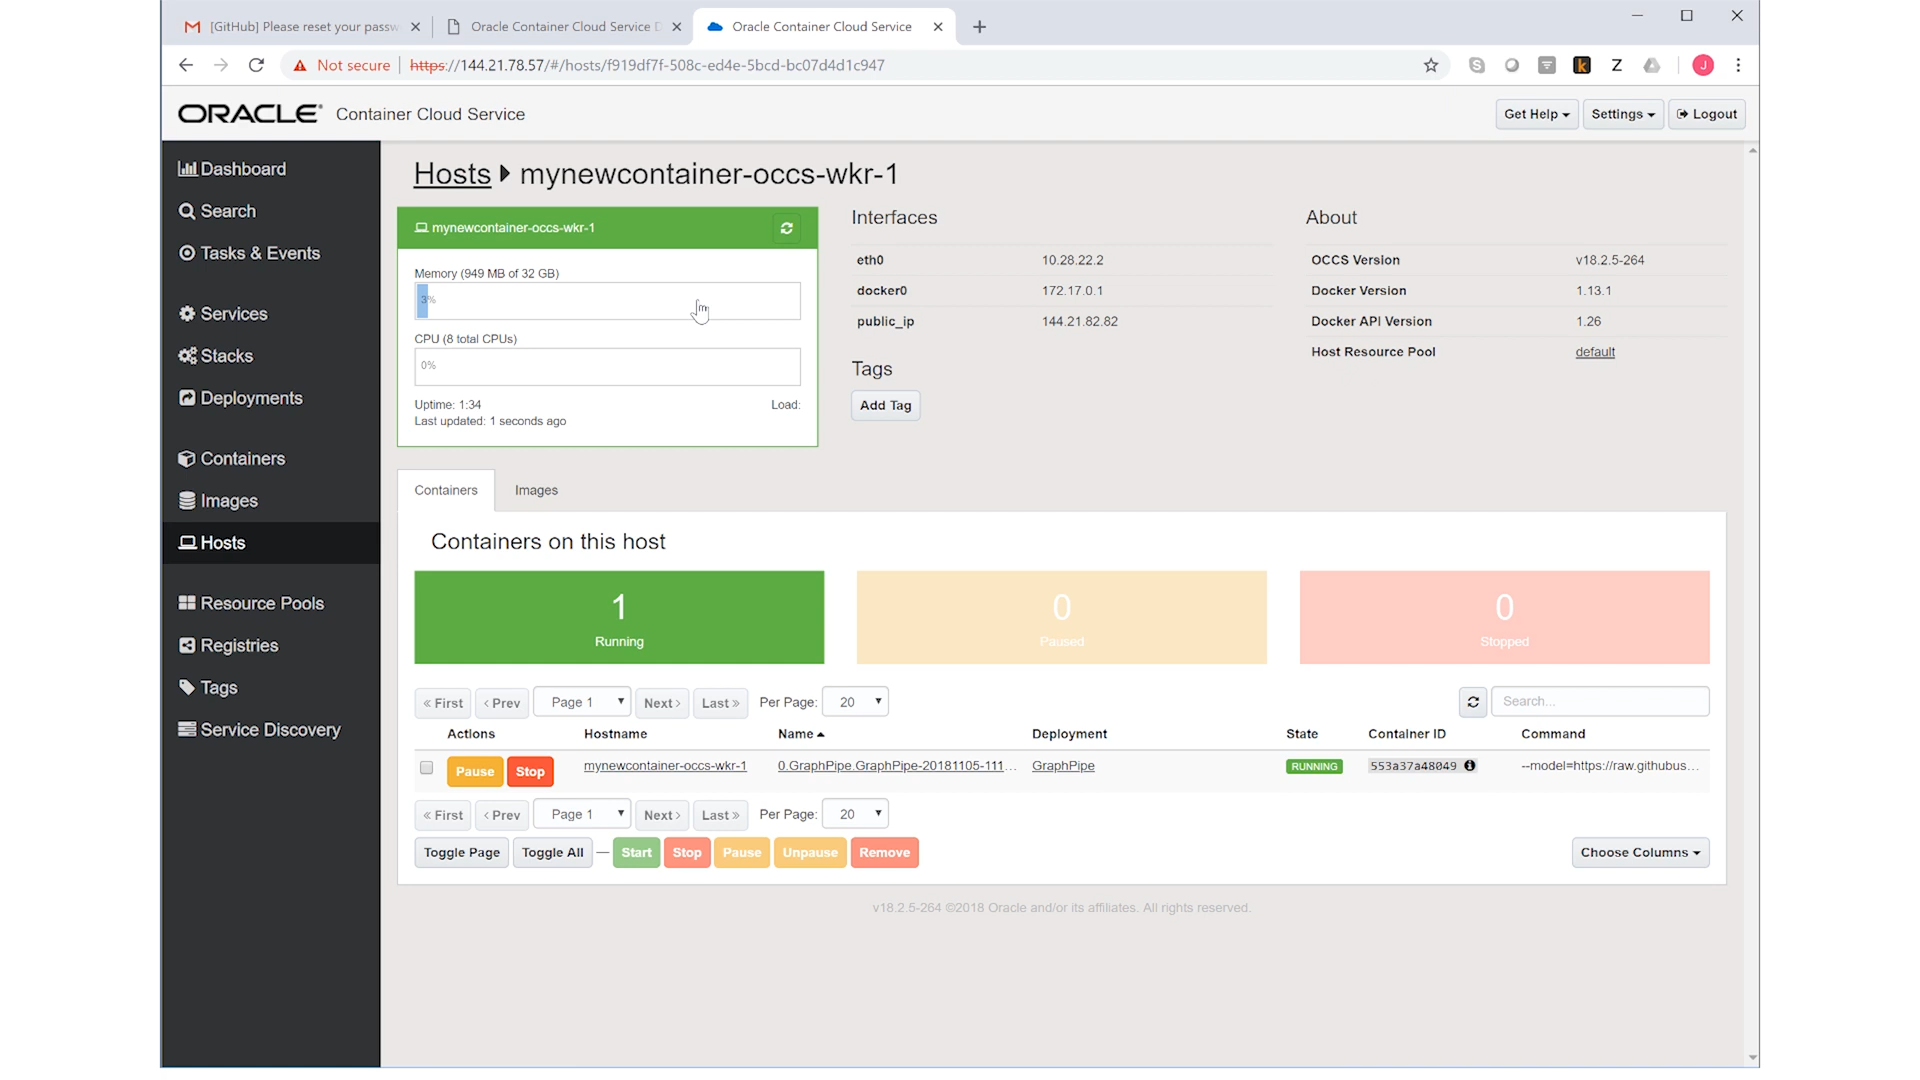 [GitHub] Please reset your passw
Oracle Container Cloud Service D
Oracle Container Cloud Service
Not secure
https://144.21.78.57/#/hosts/f919df7f-508c-ed4e-5bcd-bc07d4d1c947
k
Z
J
ORACLE Container Cloud Service
Get Help
Settings
Logout
Dashboard
Search
Tasks & Events
Services
Stacks
Deployments
Containers
Images
Hosts
Resource Pools
Registries
Tags
Service Discovery
Hosts mynewcontainer-occs-wkr-1
mynewcontainer-occs-wkr-1
Memory (949 MB of 32 GB)
3%
CPU (8 total CPUs)
0%
Uptime: 1:34
Load:
Last updated: 1 seconds ago
Interfaces
eth0 10.28.22.2
docker0 172.17.0.1
public_ip 144.21.82.82
Tags
Add Tag
About
OCCS Version v18.2.5-264
Docker Version 1.13.1
Docker API Version 1.26
Host Resource Pool default
Containers
Images
Containers on this host
1
Running
0
Paused
0
Stopped
« First ‹ Prev Page 1 Next › Last » Per Page: 20 Search...
Actions Hostname Name Deployment State Container ID Command
Pause Stop mynewcontainer-occs-wkr-1 0.GraphPipe.GraphPipe-20181105-111... GraphPipe RUNNING 553a37a48049 --model=https://raw.githubus...
« First ‹ Prev Page 1 Next › Last » Per Page: 20
Toggle Page Toggle All — Start Stop Pause Unpause Remove Choose Columns
v18.2.5-264 ©2018 Oracle and/or its affiliates. All rights reserved.